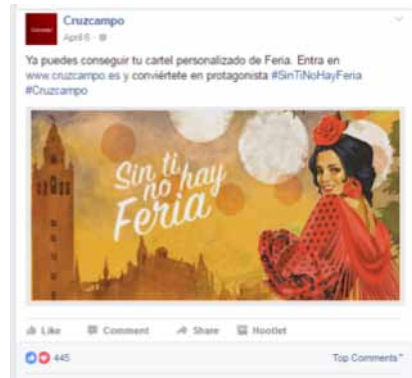 Cruzcampo
April 6 ·
Ya puedes conseguir tu cartel personalizado de Feria. Entra en
www.cruzcampo.es y conviértete en protagonista #SinTiNoHayFeria
#Cruzcampo
Sin ti
no hay
Feria
Like Comment Share Hootlet
445 Top Comments